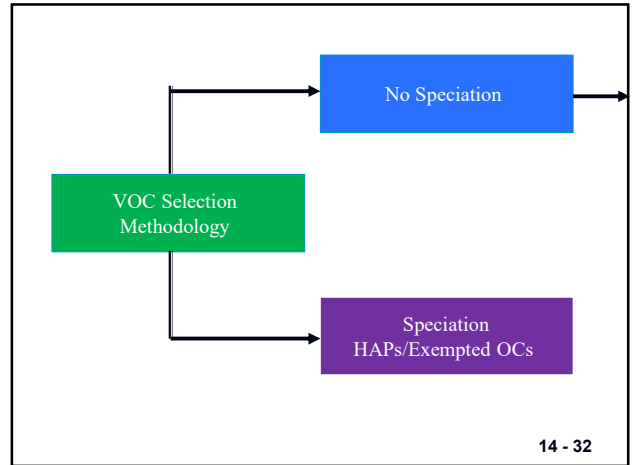 No Speciation
VOC Selection
Methodology
Speciation
HAPs/Exempted OCs
14 - 32